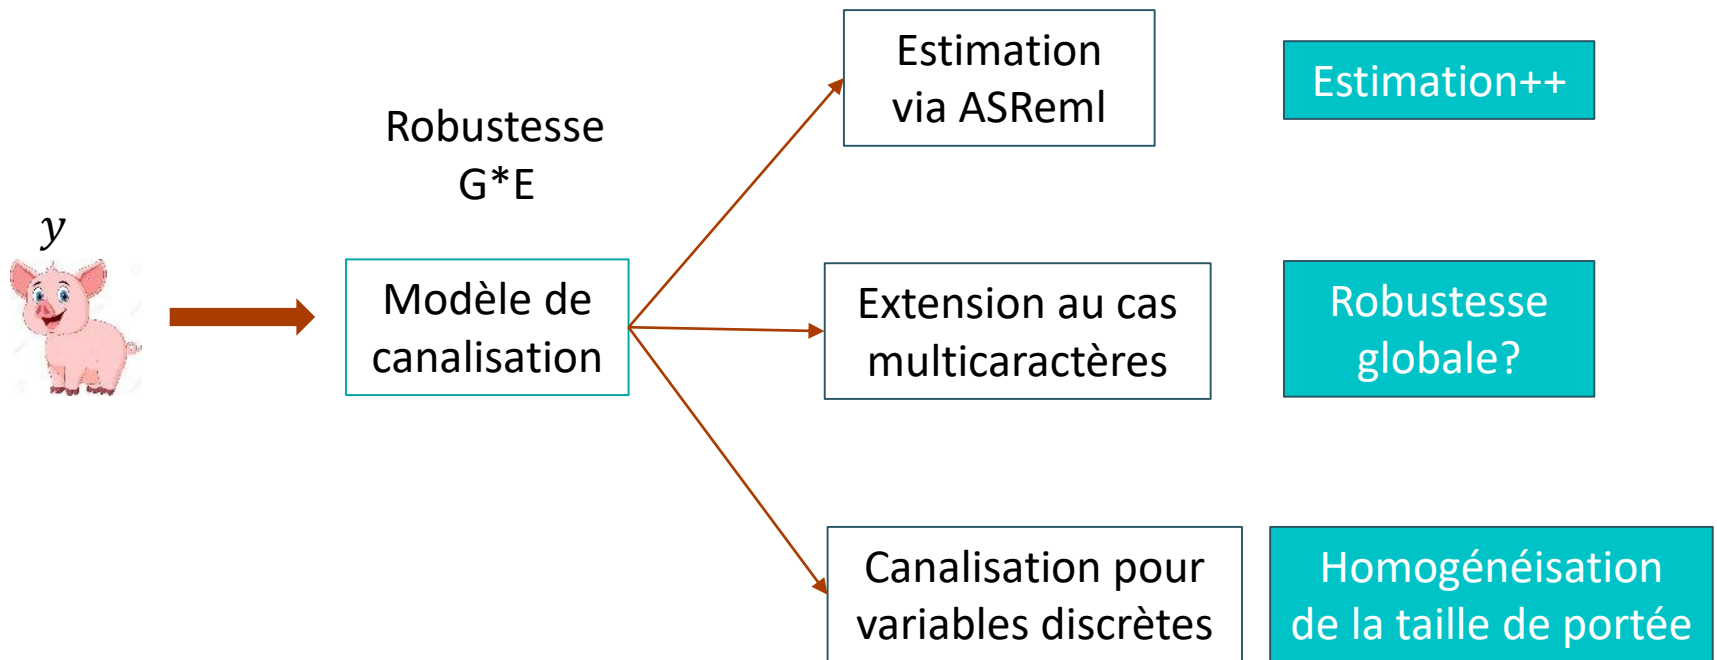 y
Robustesse
G*E
Modèle de
canalisation
Estimation
via ASReml
Estimation++
Extension au cas
multicaractères
Robustesse
globale?
Canalisation pour
variables discrètes
Homogénéisation
de la taille de portée